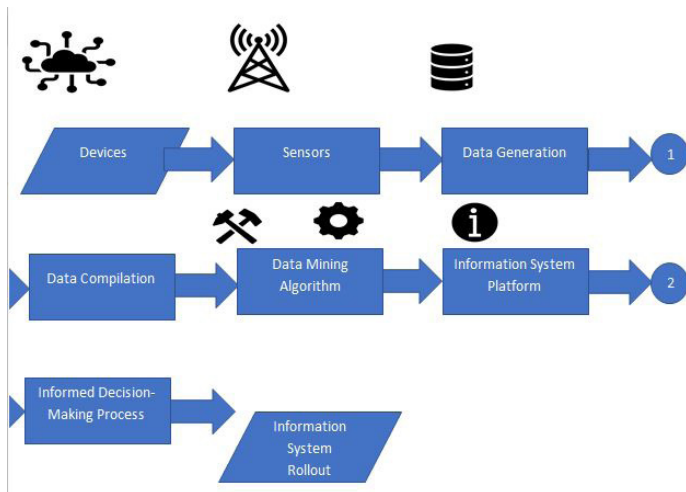 Devices
Sensors
Data Generation
1
Data Compilation
Data Mining
Algorithm
Information System
Platform
2
Informed Decision-
Making Process
Information
System
Rollout